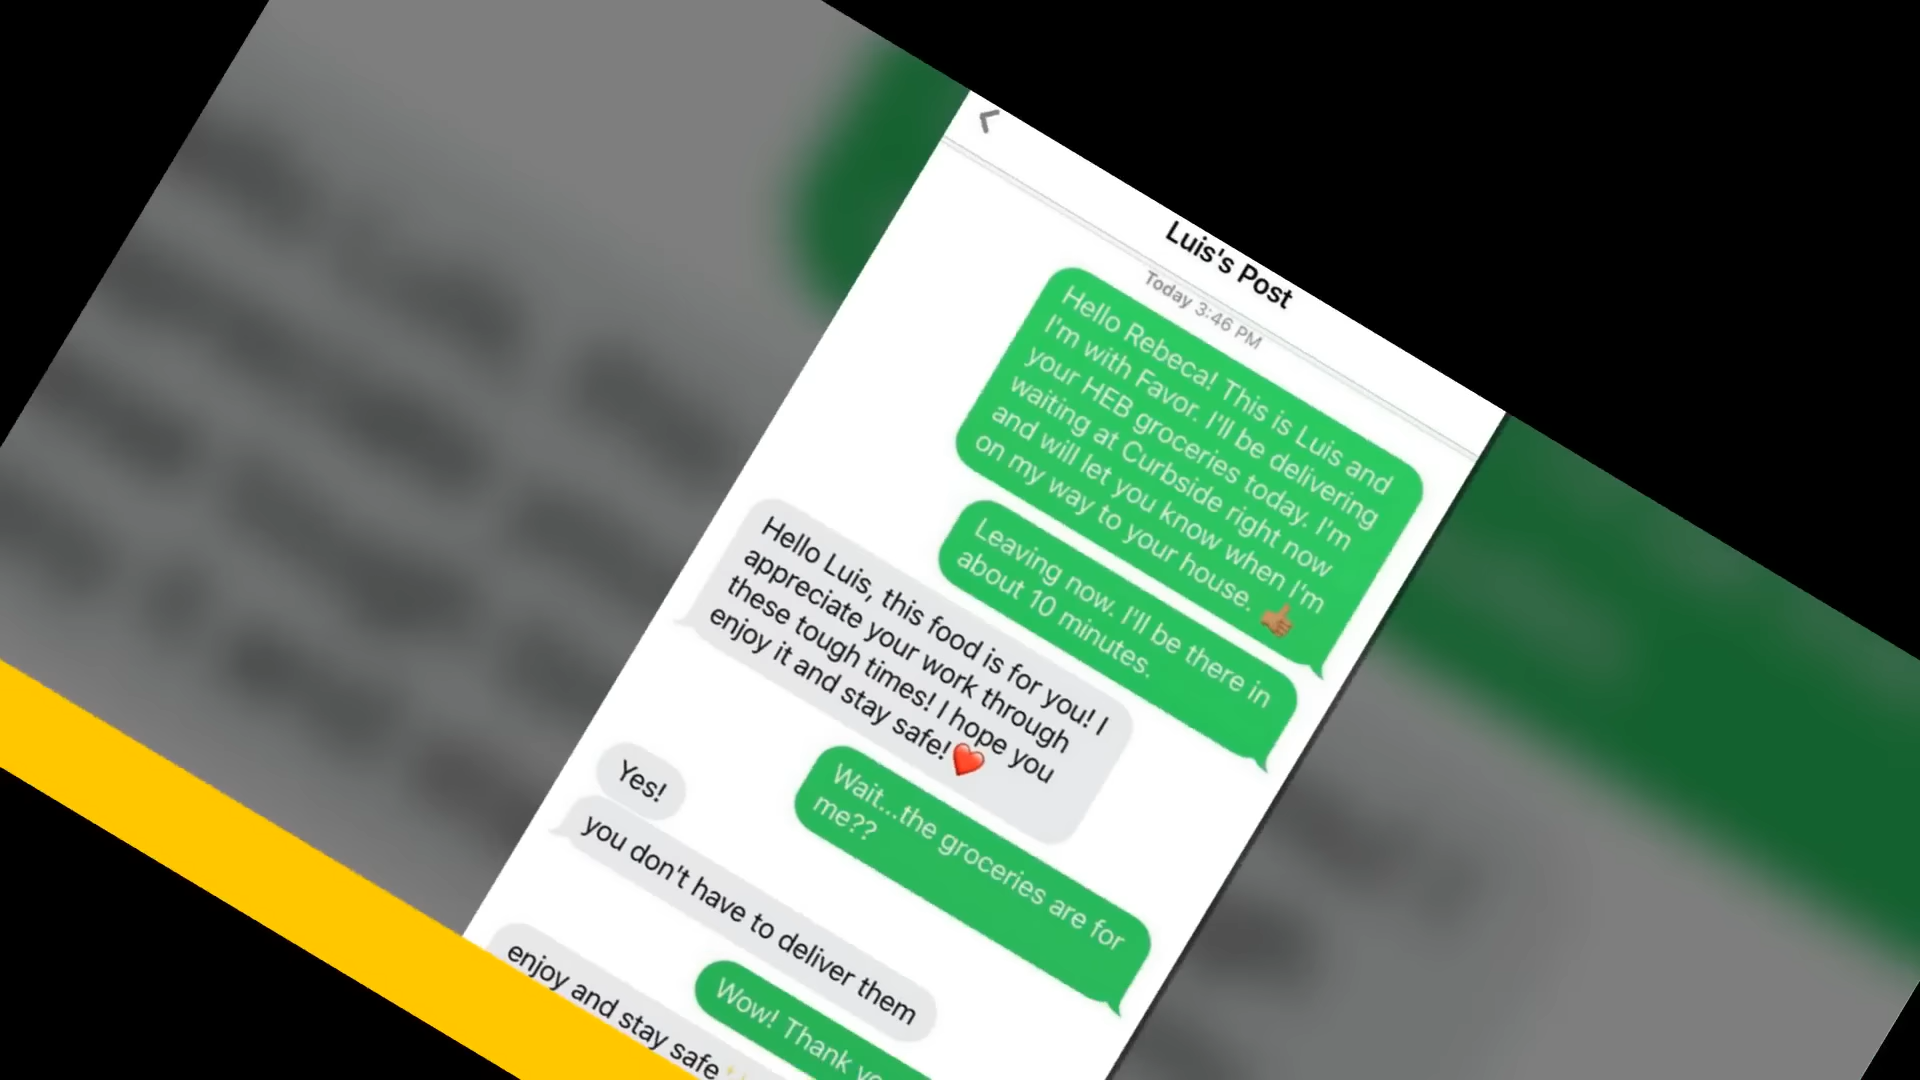 Luis's Post
Today 3:46 PM
Hello Rebeca! This is Luis and
I'm with Favor. I'll be delivering
your HEB groceries today. I'm
waiting at Curbside right now
and will let you know when I'm
on my way to your house. 👍🏽
Leaving now. I'll be there in
about 10 minutes.
Hello Luis, this food is for you! I
appreciate your work through
these tough times! I hope you
enjoy it and stay safe!❤️
Wait...the groceries are for
me??
Yes!
you don't have to deliver them
Wow! Thank
enjoy and stay safe